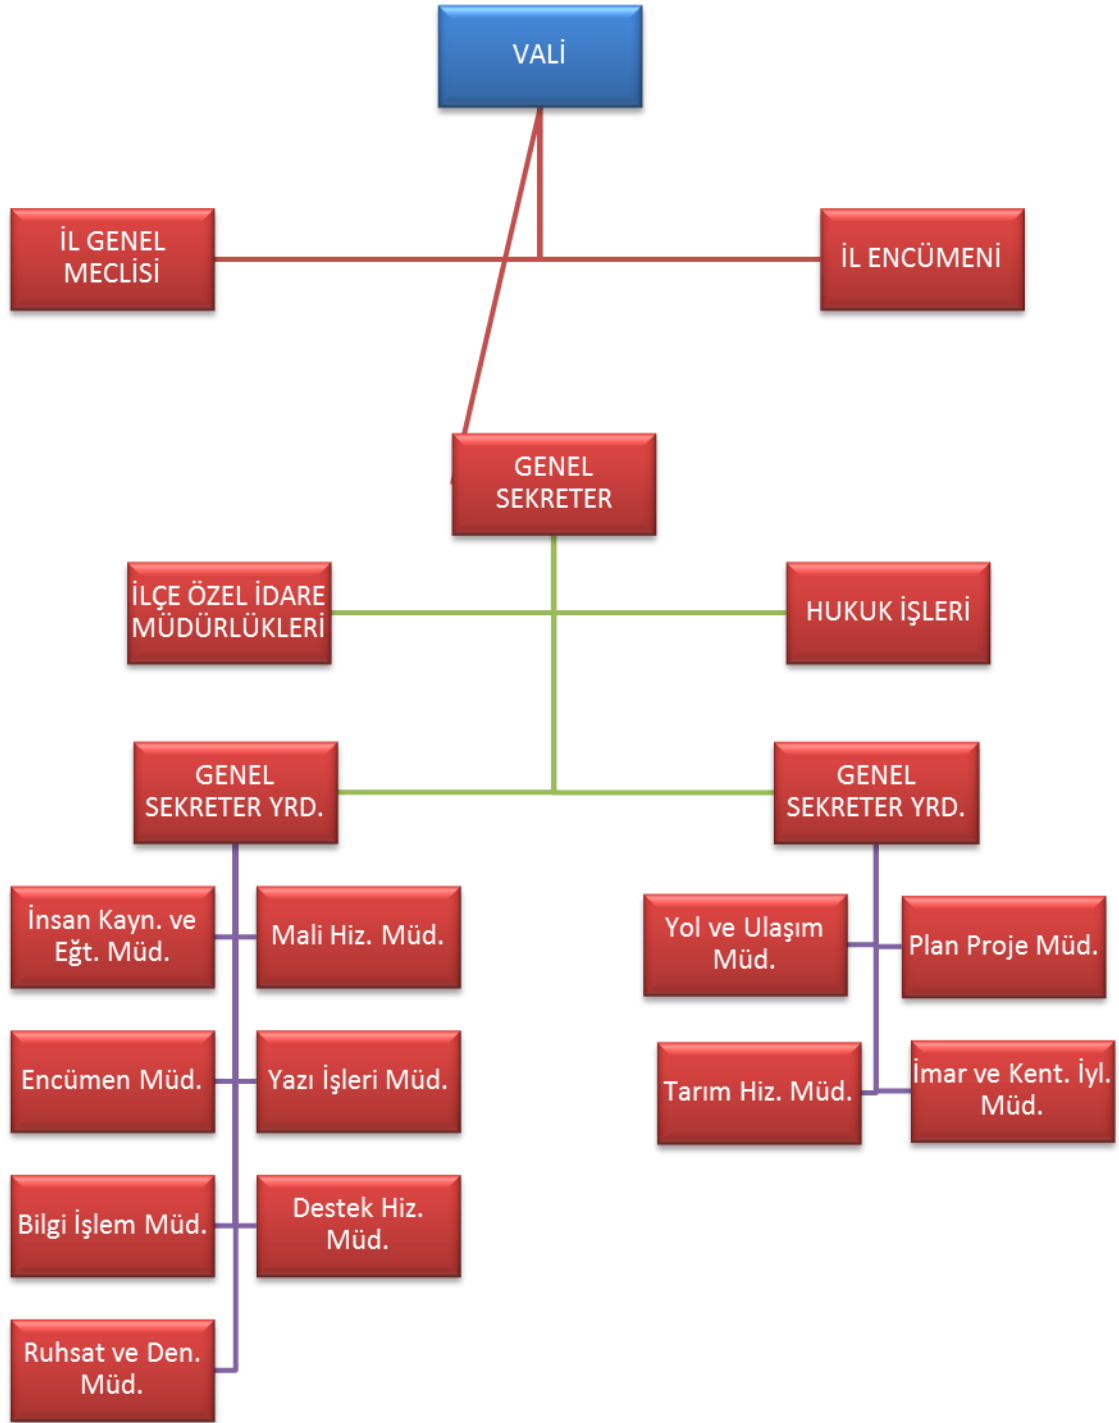 VALİ
İL GENEL
MECLİSİ
İL ENCÜMENİ
GENEL
SEKRETER
İLÇE ÖZEL İDARE
MÜDÜRLÜKLERİ
HUKUK İŞLERİ
GENEL
SEKRETER YRD.
GENEL
SEKRETER YRD.
İnsan Kayn. ve
Eğt. Müd.
Mali Hiz. Müd.
Yol ve Ulaşım
Müd.
Plan Proje Müd.
Encümen Müd.
Yazı İşleri Müd.
Tarım Hiz. Müd.
İmar ve Kent. İyl.
Müd.
Bilgi İşlem Müd.
Destek Hiz.
Müd.
Ruhsat ve Den.
Müd.